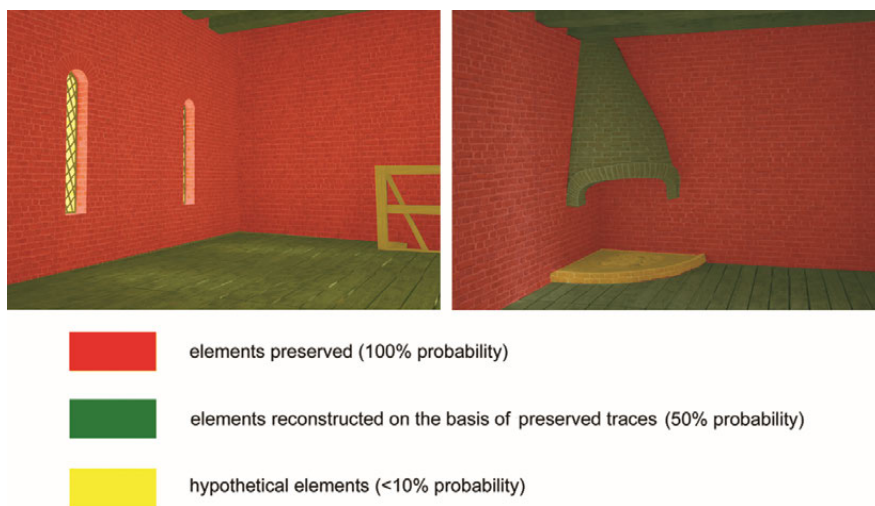 elements preserved (100% probability)
elements reconstructed on the basis of preserved traces (50% probability)
hypothetical elements (<10% probability)